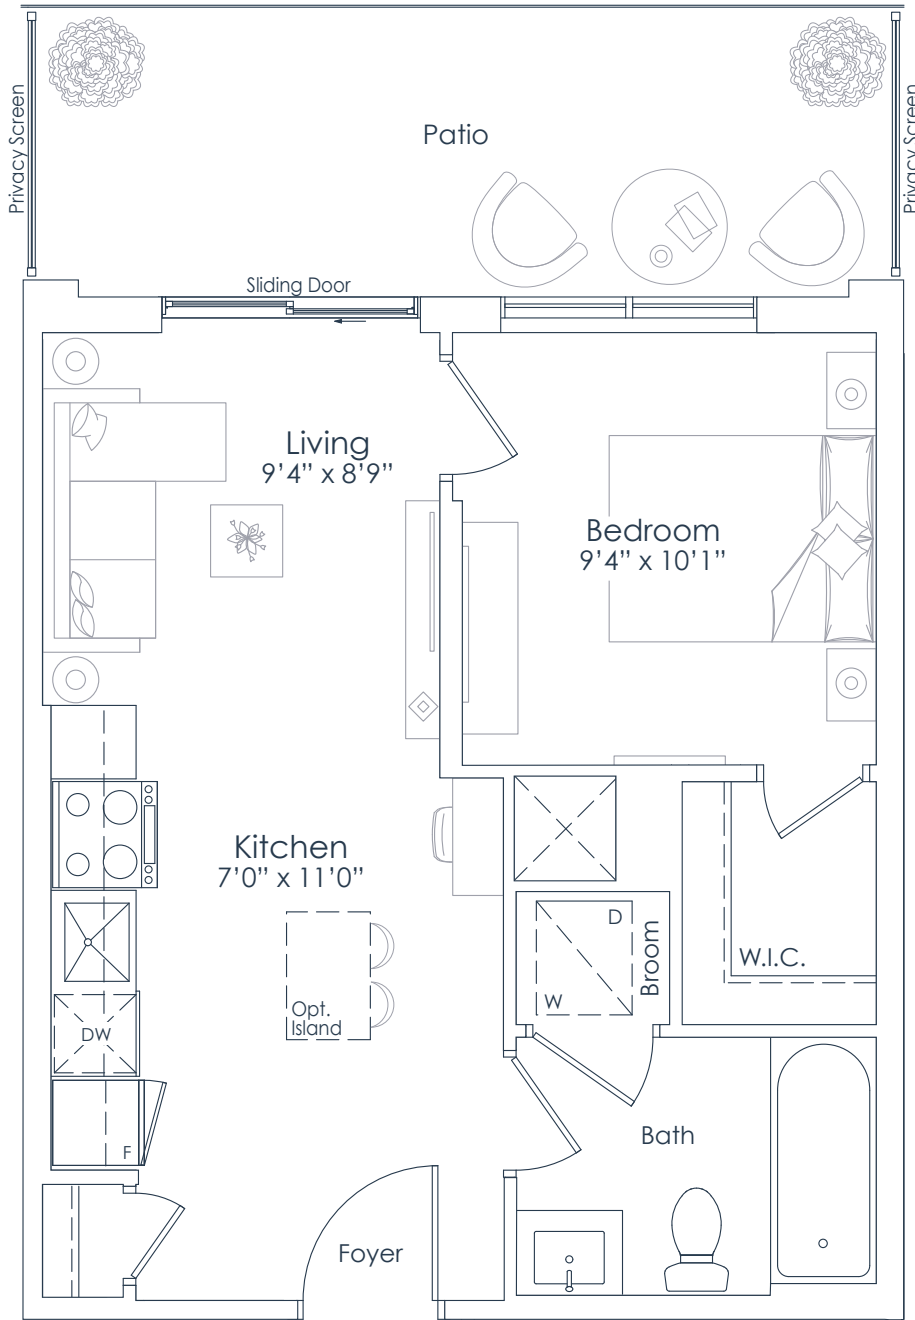 Privacy Screen
Patio
Privacy Screen
Sliding Door
Living
9’4” x 8’9”
Bedroom
9’4” x 10’1”
Kitchen
7’0” x 11’0”
D
Broom
W
W.I.C.
Opt.
Island
DW
F
Bath
Foyer